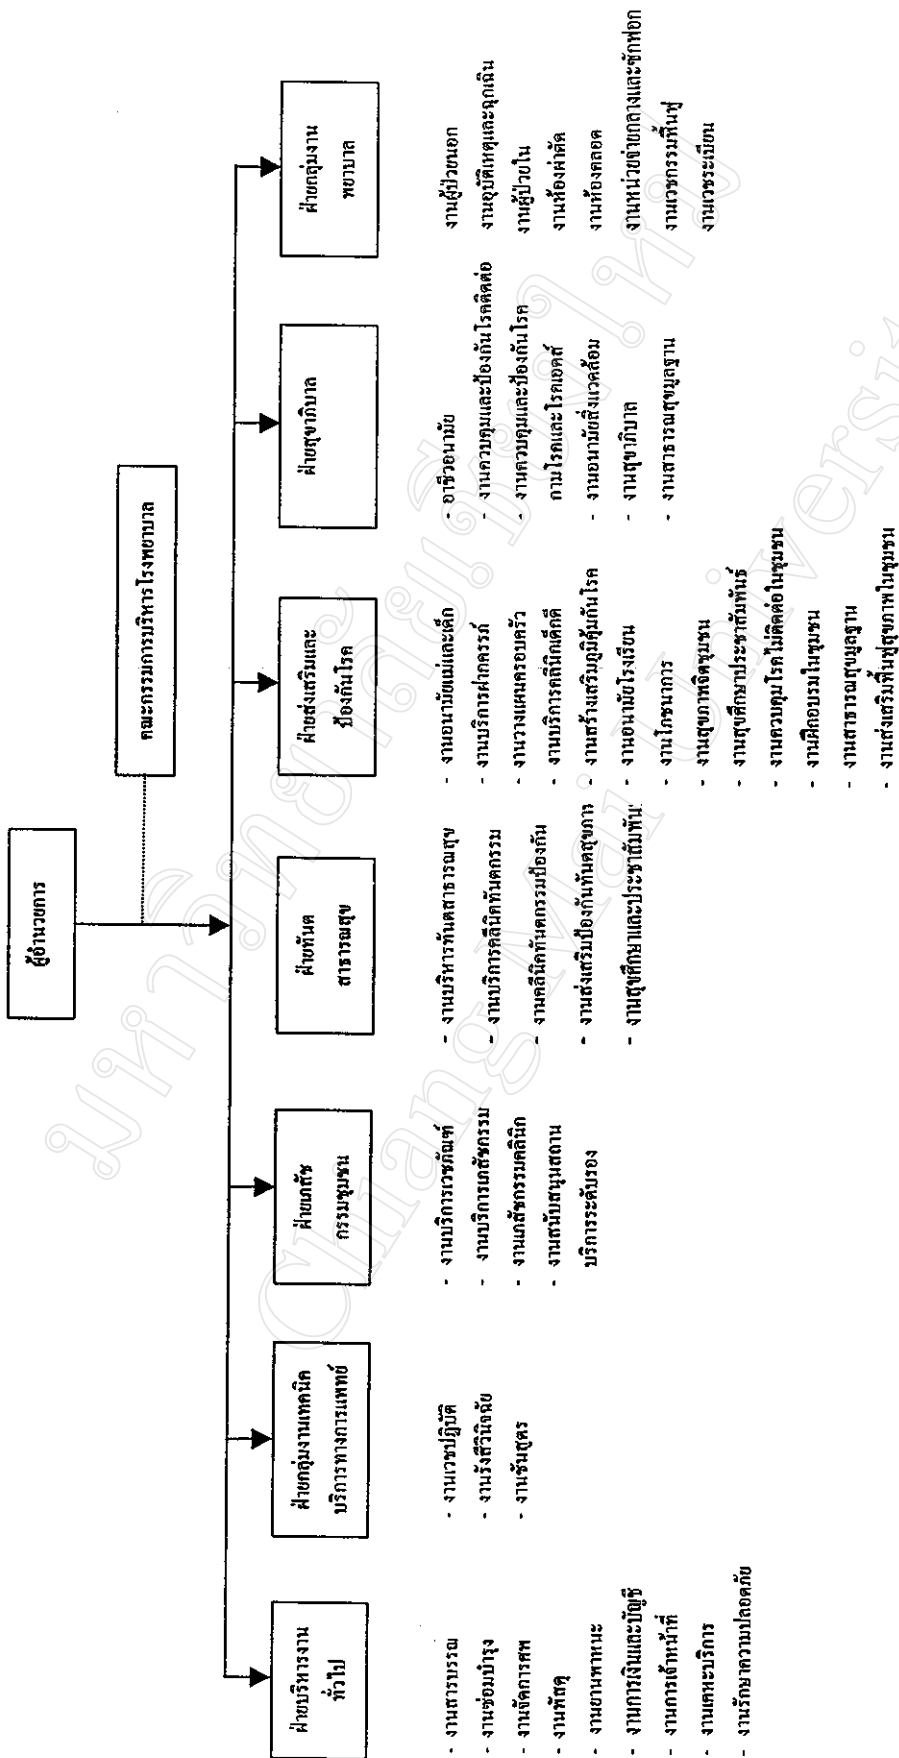 ผู้อำนวยการ
คณะกรรมการบริหารโรงพยาบาล
ฝ่ายบริหารงาน
ทั่วไป
- งานสารบรรณ
- งานซ่อมบำรุง
- งานจัดการศพ
- งานพัสดุ
- งานยานพาหนะ
- งานการเงินและบัญชี
- งานการเจ้าหน้าที่
- งานเคหะบริการ
- งานรักษาความปลอดภัย
ฝ่ายกลุ่มงานเทคนิค
บริการทางการแพทย์
- งานเวชปฏิบัติ
- งานรังสีวินิจฉัย
- งานชันสูตร
ฝ่ายเภสัช
กรรมชุมชน
- งานบริการเวชภัณฑ์
- งานบริการเภสัชกรรม
- งานเภสัชกรรมคลินิก
- งานสนับสนุนสถาน
บริการระดับรอง
ฝ่ายทันต
สาธารณสุข
- งานบริหารทันตสาธารณสุข
- งานบริการคลินิคทันตกรรม
- งานคลินิคทันตกรรมป้องกัน
- งานส่งเสริมป้องกันทันตสุขภาร
- งานสุขศึกษาและประชาสัมพัน
ฝ่ายส่งเสริมและ
ป้องกันโรค
- งานอนามัยแม่และเด็ก
- งานบริการฝากครรภ์
- งานวางแผนครอบครัว
- งานบริการคลินิกเด็กดี
- งานสร้างเสริมภูมิคุ้มกันโรค
- งานอนามัยโรงเรียน
- งานโภชนาการ
- งานสุขภาพจิตชุมชน
- งานสุขศึกษาประชาสัมพันธ์
- งานควบคุมโรคไม่ติดต่อในชุมชน
- งานฝึกอบรมในชุมชน
- งานสาธารณสุขมูลฐาน
- งานส่งเสริมฟื้นฟูสุขภาพในชุมชน
ฝ่ายสุขาภิบาล
- อาชีวอนามัย
- งานควบคุมและป้องกันโรคติดต่อ
- งานควบคุมและป้องกันโรค
กามโรคและโรคเอดส์
- งานอนามัยสิ่งแวดล้อม
- งานสุขาภิบาล
- งานสาธารณสุขมูลฐาน
ฝ่ายกลุ่มงาน
พยาบาล
งานผู้ป่วยนอก
งานอุบัติเหตุและฉุกเฉิน
งานผู้ป่วยใน
งานห้องผ่าตัด
งานห้องคลอด
งานหน่วยจ่ายกลางและซักฟอก
งานเวชกรรมฟื้นฟู
งานเวชระเบียน
มหาวิทยาลัยเชียงใหม่
Chiang Mai Universi